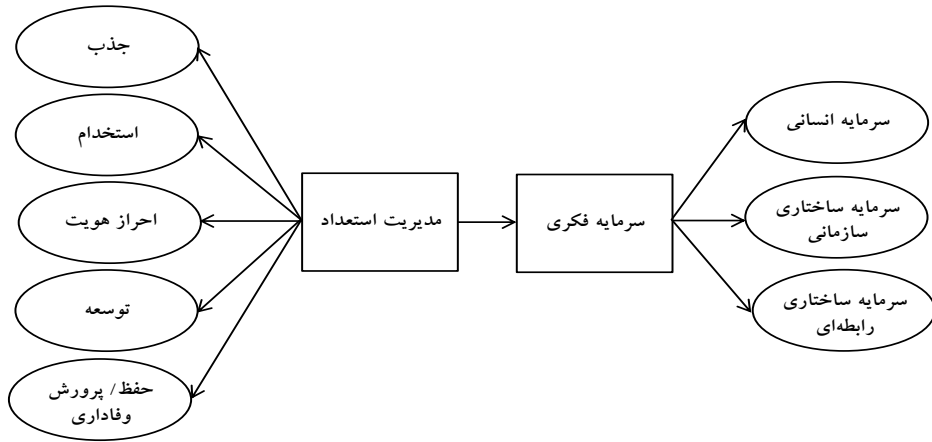 جذب
استخدام
احراز هویت
توسعه
حفظ/ پرورش
وفاداری
مدیریت استعداد
سرمایه فکری
سرمایه انسانی
سرمایه ساختاری
سازمانی
سرمایه ساختاری
رابطه‌ای